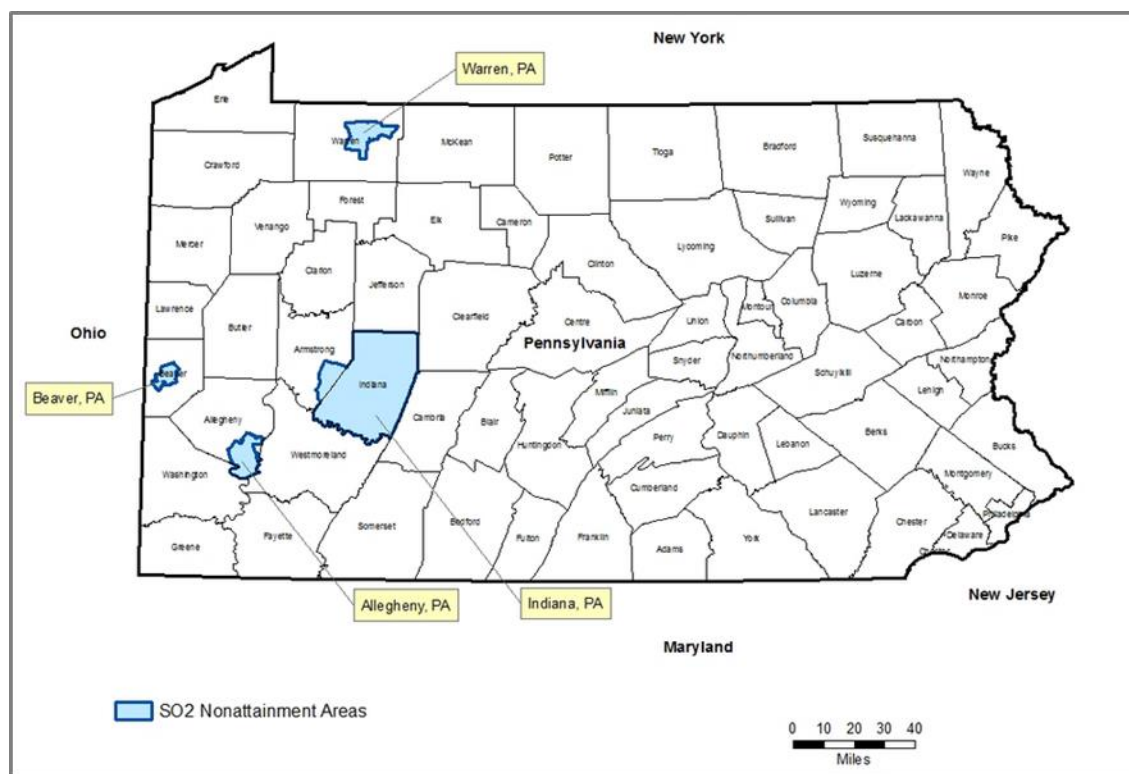 New York
Warren, PA
Erie
Warren
McKean
Susquehanna
Tioga
Bradford
Potter
Crawford
Wayne
Forest
Wyoming
Elk
Cameron
Sullivan
Lackawanna
Venango
Mercer
Lycoming
Pike
Clinton
Clarion
Luzerne
Jefferson
Monroe
Lawrence
Columbia
Montour
Clearfield
Union
Carbon
Centre
Butler
Ohio
Pennsylvania
Armstrong
Northumberland
Northampton
Snyder
Beaver
Indiana
Schuylkill
Lehigh
Mifflin
Beaver, PA
Juniata
Allegheny
Cambria
Blair
Perry
Dauphin
Berks
Bucks
Lebanon
Huntingdon
Westmoreland
Washington
Montgomery
Cumberland
Lancaster
Philadelphia
Bedford
Chester
Somerset
Delaware
Fayette
Fulton
Franklin
York
Greene
Adams
Allegheny, PA
Indiana, PA
New Jersey
Maryland
SO2 Nonattainment Areas
0 10 20 30 40
Miles